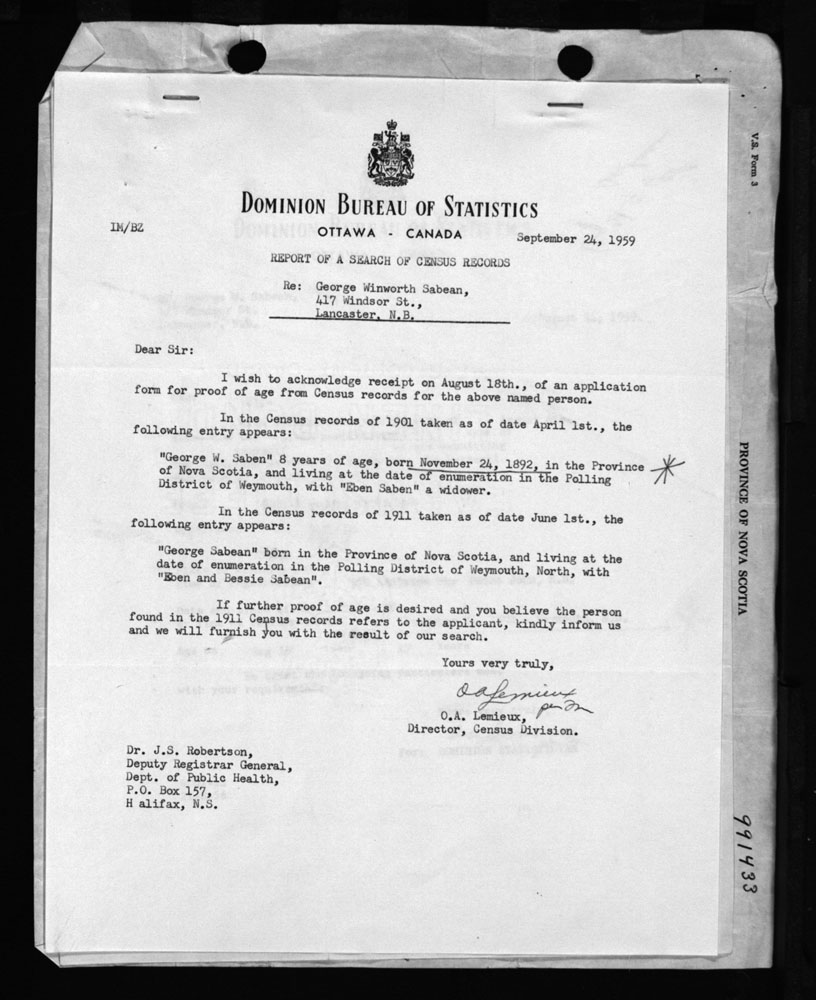 DOMINION BUREAU OF STATISTICS
OTTAWA - CANADA
IM/BZ
September 24, 1959
REPORT OF A SEARCH OF CENSUS RECORDS
Re: George Winworth Sabean,
417 Windsor St.,
Lancaster, N.B.
Dear Sir:
I wish to acknowledge receipt on August 18th., of an application
form for proof of age from Census records for the above named person.
In the Census records of 1901 taken as of date April 1st., the
following entry appears:
"George W. Saben" 8 years of age, born November 24, 1892, in the Province
of Nova Scotia, and living at the date of enumeration in the Polling
District of Weymouth, with "Eben Saben" a widower.
In the Census records of 1911 taken as of date June 1st., the
following entry appears:
"George Sabean" born in the Province of Nova Scotia, and living at the
date of enumeration in the Polling District of Weymouth, North, with
"Eben and Bessie Sabean".
If further proof of age is desired and you believe the person
found in the 1911 Census records refers to the applicant, kindly inform us
and we will furnish you with the result of our search.
Yours very truly,
O A Lemieux
per
O.A. Lemieux,
Director, Census Division.
Dr. J.S. Robertson,
Deputy Registrar General,
Dept. of Public Health,
P.O. Box 157,
H alifax, N.S.
V.S. Form 3
PROVINCE OF NOVA SCOTIA
991433